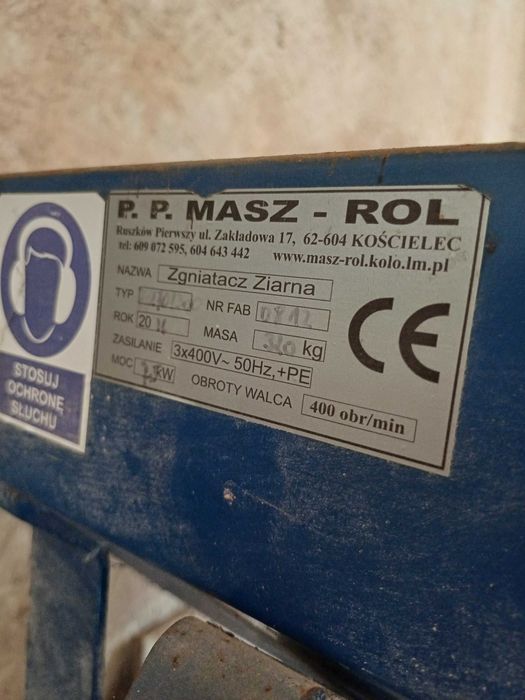 P. P. MASZ - ROL
Ruszków Pierwszy ul. Zakładowa 17, 62-604 KOŚCIELEC
tel: 609 072 595, 604 643 442 www.masz-rol.kolo.lm.pl
NAZWA Zgniatacz Ziarna
TYP NR FAB
ROK 20 MASA kg
ZASILANIE 3x400V~ 50Hz,+PE
MOC kW OBROTY WALCA 400 obr/min
CE
STOSUJ
OCHRONĘ
SŁUCHU